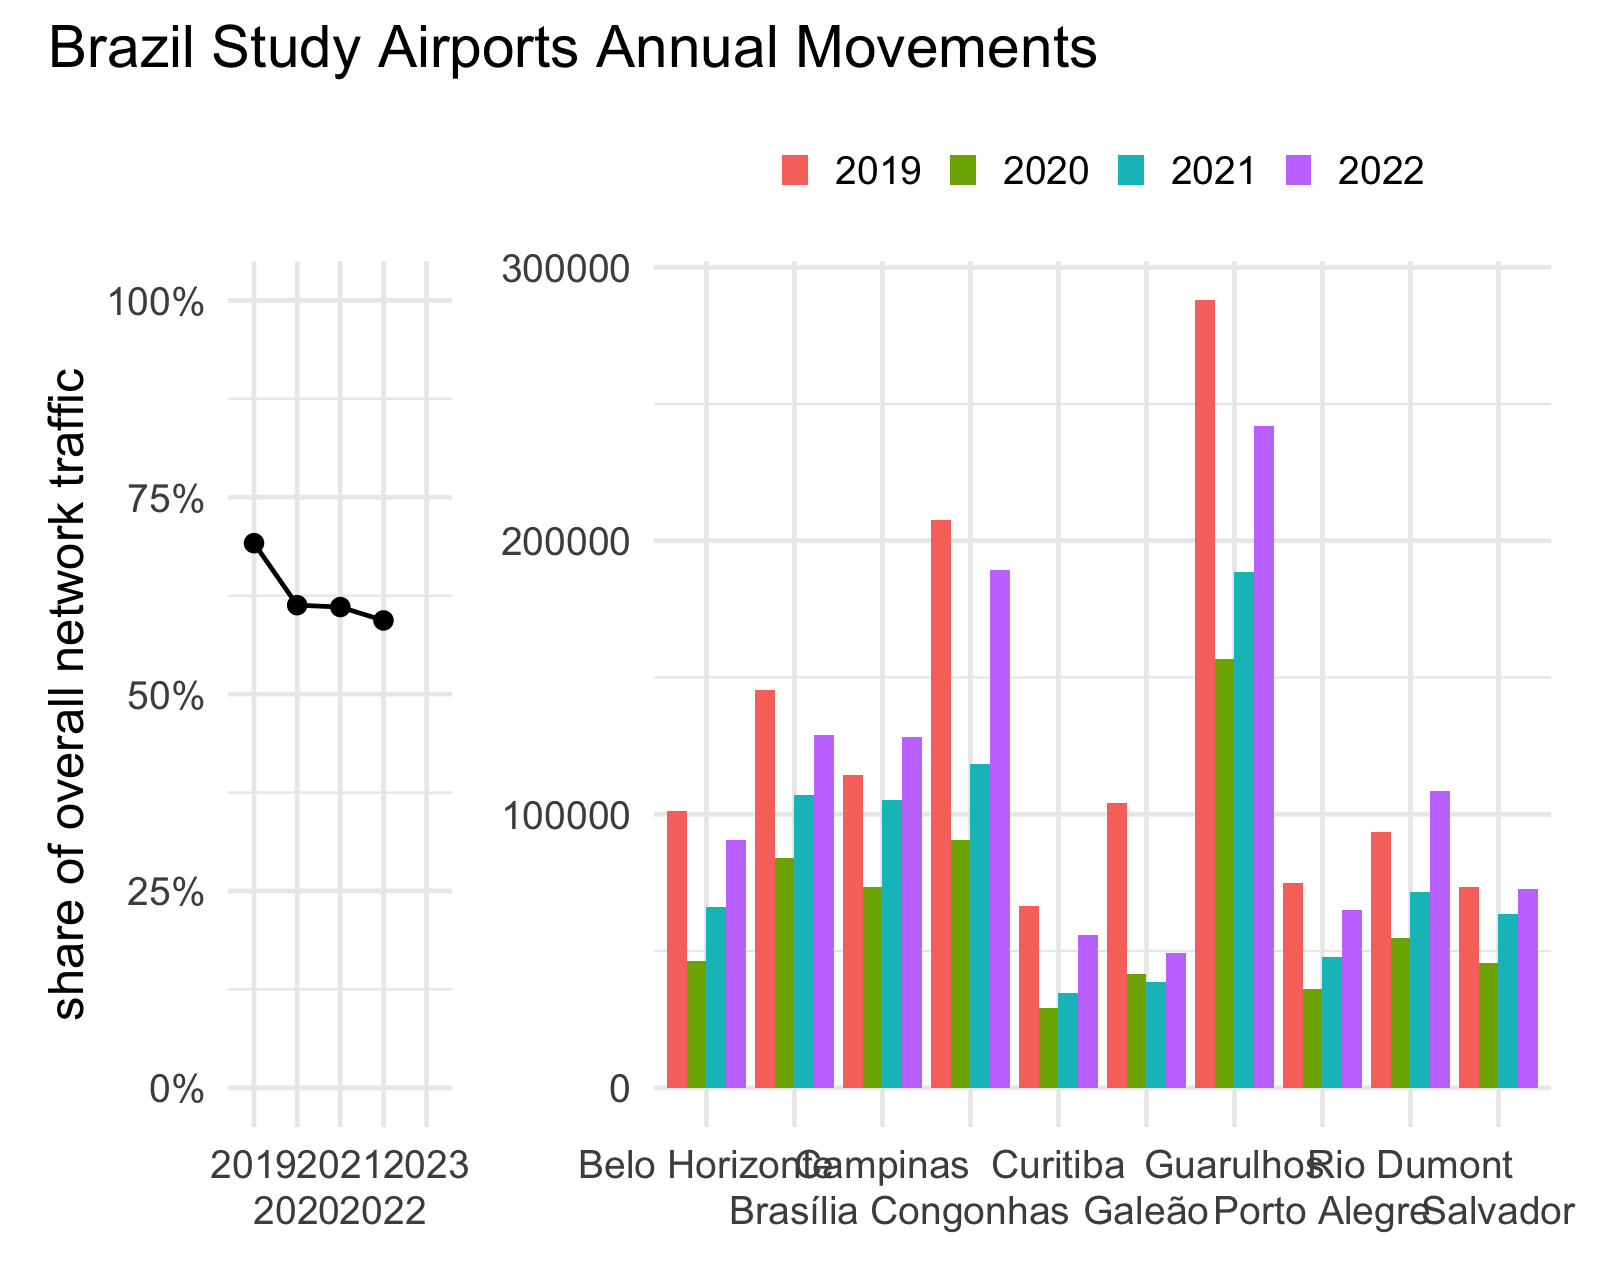 Brazil Study Airports Annual Movements
2019 2020 2021 2022
share of overall network traffic
100%
75%
50%
25%
0%
2019 2021 2023
2020 2022
300000
200000
100000
0
Belo Horizonte Campinas Curitiba Guarulhos Rio Dumont
Brasília Congonhas Galeão Porto Alegre Salvador